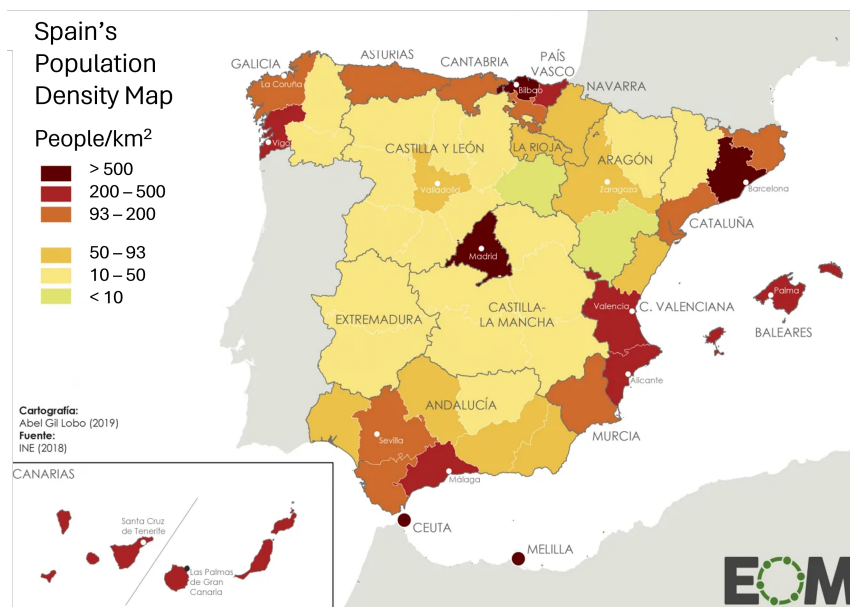 Spain's
Population
Density Map
People/km²
> 500
200 – 500
93 – 200
50 – 93
10 – 50
< 10
GALICIA
ASTURIAS
CANTABRIA
PAÍS
VASCO
NAVARRA
La Coruña
Bilbao
Vigo
CASTILLA Y LEÓN
LA RIOJA
ARAGÓN
Valladolid
Zaragoza
Barcelona
CATALUÑA
Madrid
Palma
Valencia
C. VALENCIANA
CASTILLA-
LA MANCHA
EXTREMADURA
BALEARES
Alicante
ANDALUCÍA
MURCIA
Sevilla
Málaga
Cartografía:
Abel Gil Lobo (2019)
Fuente:
INE (2018)
CANARIAS
Santa Cruz
de Tenerife
Las Palmas
de Gran
Canaria
CEUTA
MELILLA
EOM